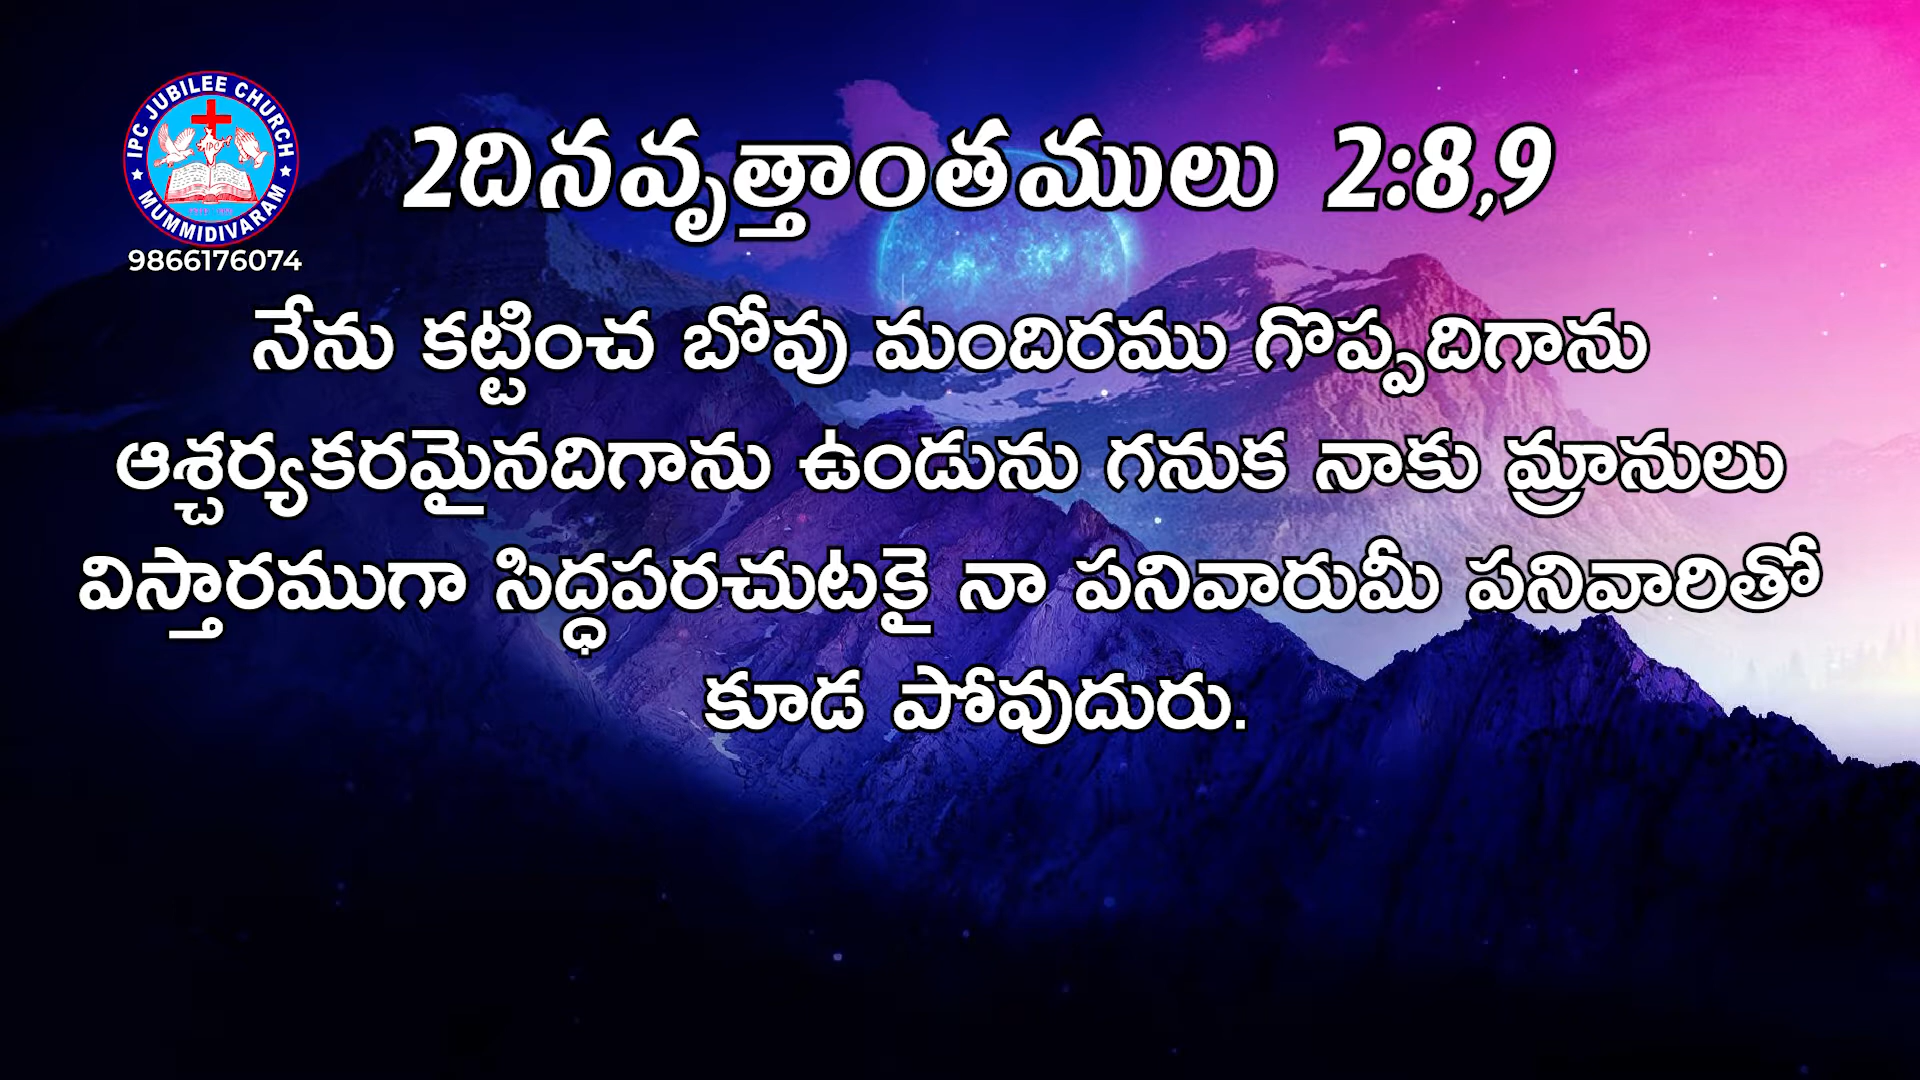 IPC JUBILEE CHURCH
IPC
MUMMIDIVARAM
9866176074
2దినవృత్తాంతములు 2:8,9
నేను కట్టించ బోవు మందిరము గొప్పదిగాను
ఆశ్చర్యకరమైనదిగాను ఉండును గనుక నాకు మ్రానులు
విస్తారముగా సిద్ధపరచుటకై నా పనివారుమీ పనివారితో
కూడ పోవుదురు.